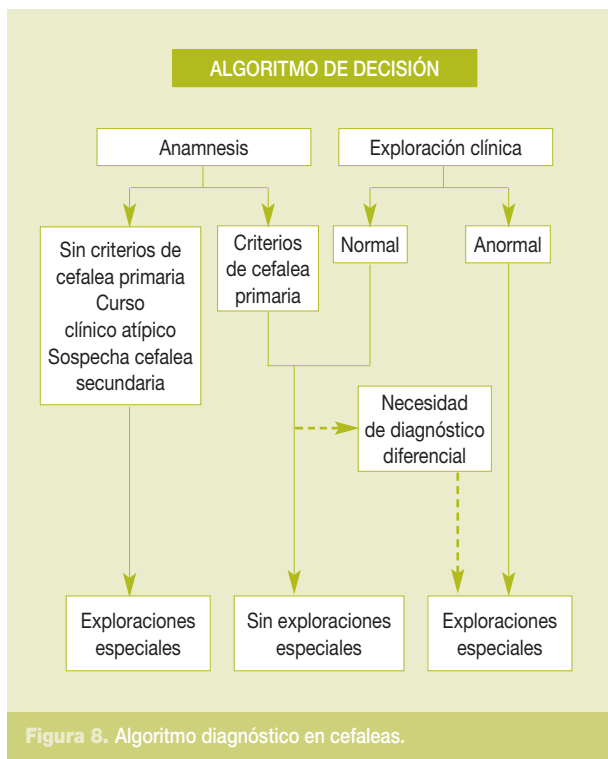 ALGORITMO DE DECISIÓN
Anamnesis
Exploración clínica
Sin criterios de
cefalea primaria
Curso
clínico atípico
Sospecha cefalea
secundaria
Criterios
de cefalea
primaria
Normal
Anormal
Necesidad
de diagnóstico
diferencial
Exploraciones
especiales
Sin exploraciones
especiales
Exploraciones
especiales
Figura 8. Algoritmo diagnóstico en cefaleas.